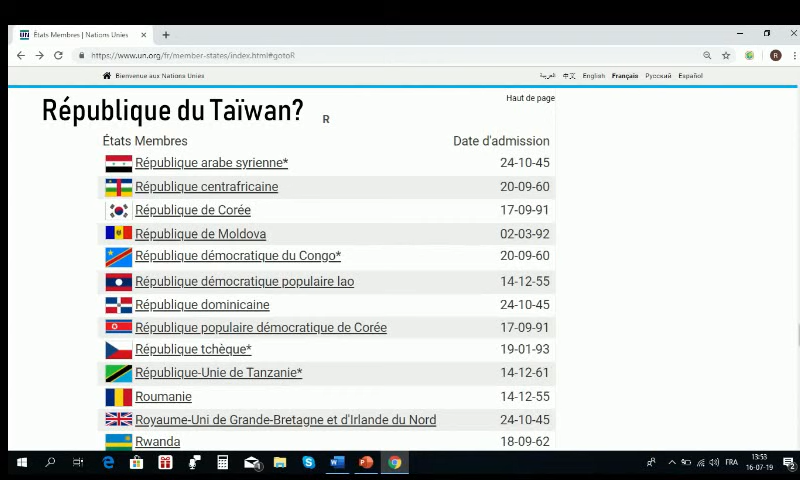 États Membres | Nations Unies
https://www.un.org/fr/member-states/index.html#gotoR
R
Bienvenue aux Nations Unies
العربية 中文 English Français Русский Español
Haut de page
République du Taïwan?
R
États Membres Date d'admission
République arabe syrienne* 24-10-45
République centrafricaine 20-09-60
République de Corée 17-09-91
République de Moldova 02-03-92
République démocratique du Congo* 20-09-60
République démocratique populaire lao 14-12-55
République dominicaine 24-10-45
République populaire démocratique de Corée 17-09-91
République tchèque* 19-01-93
République-Unie de Tanzanie* 14-12-61
Roumanie 14-12-55
Royaume-Uni de Grande-Bretagne et d'Irlande du Nord 24-10-45
Rwanda 18-09-62
FRA
13:53
16-07-19